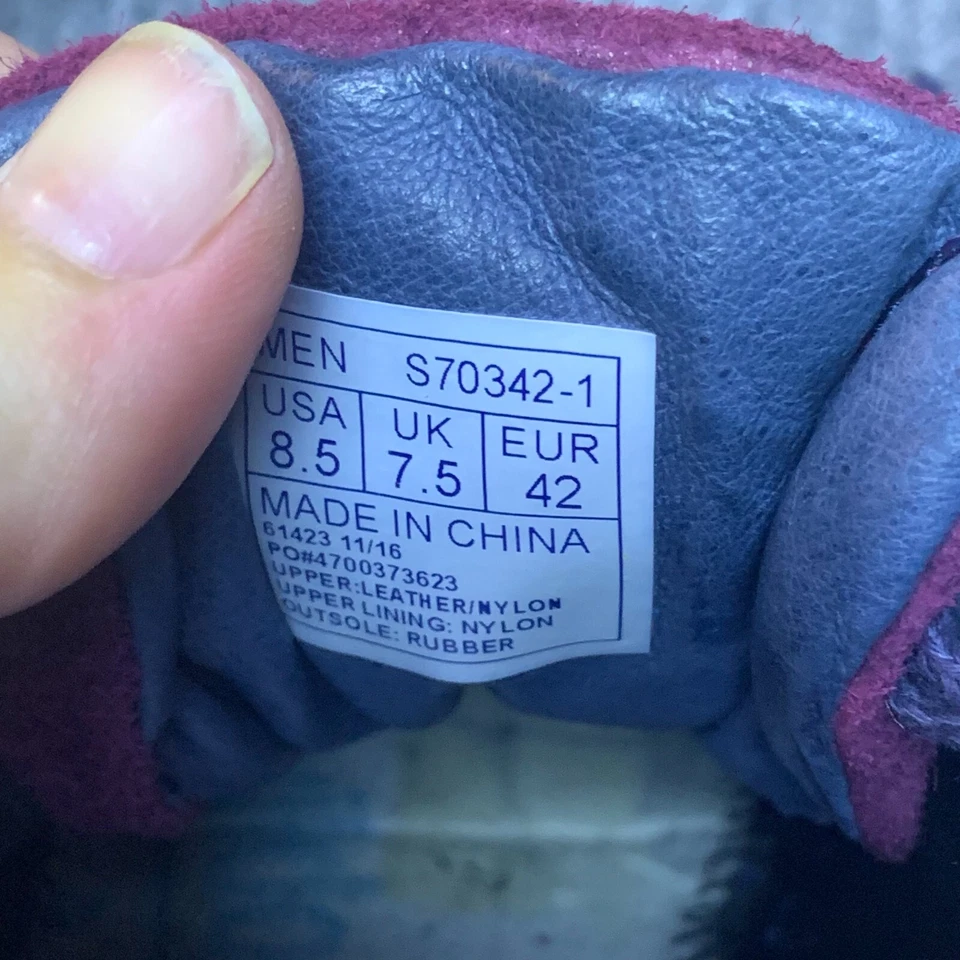 MEN S70342-1
USA UK EUR
8.5 7.5 42
MADE IN CHINA
61423 11/16
PO#4700373623
UPPER:LEATHER/NYLON
UPPER LINING: NYLON
OUTSOLE: RUBBER